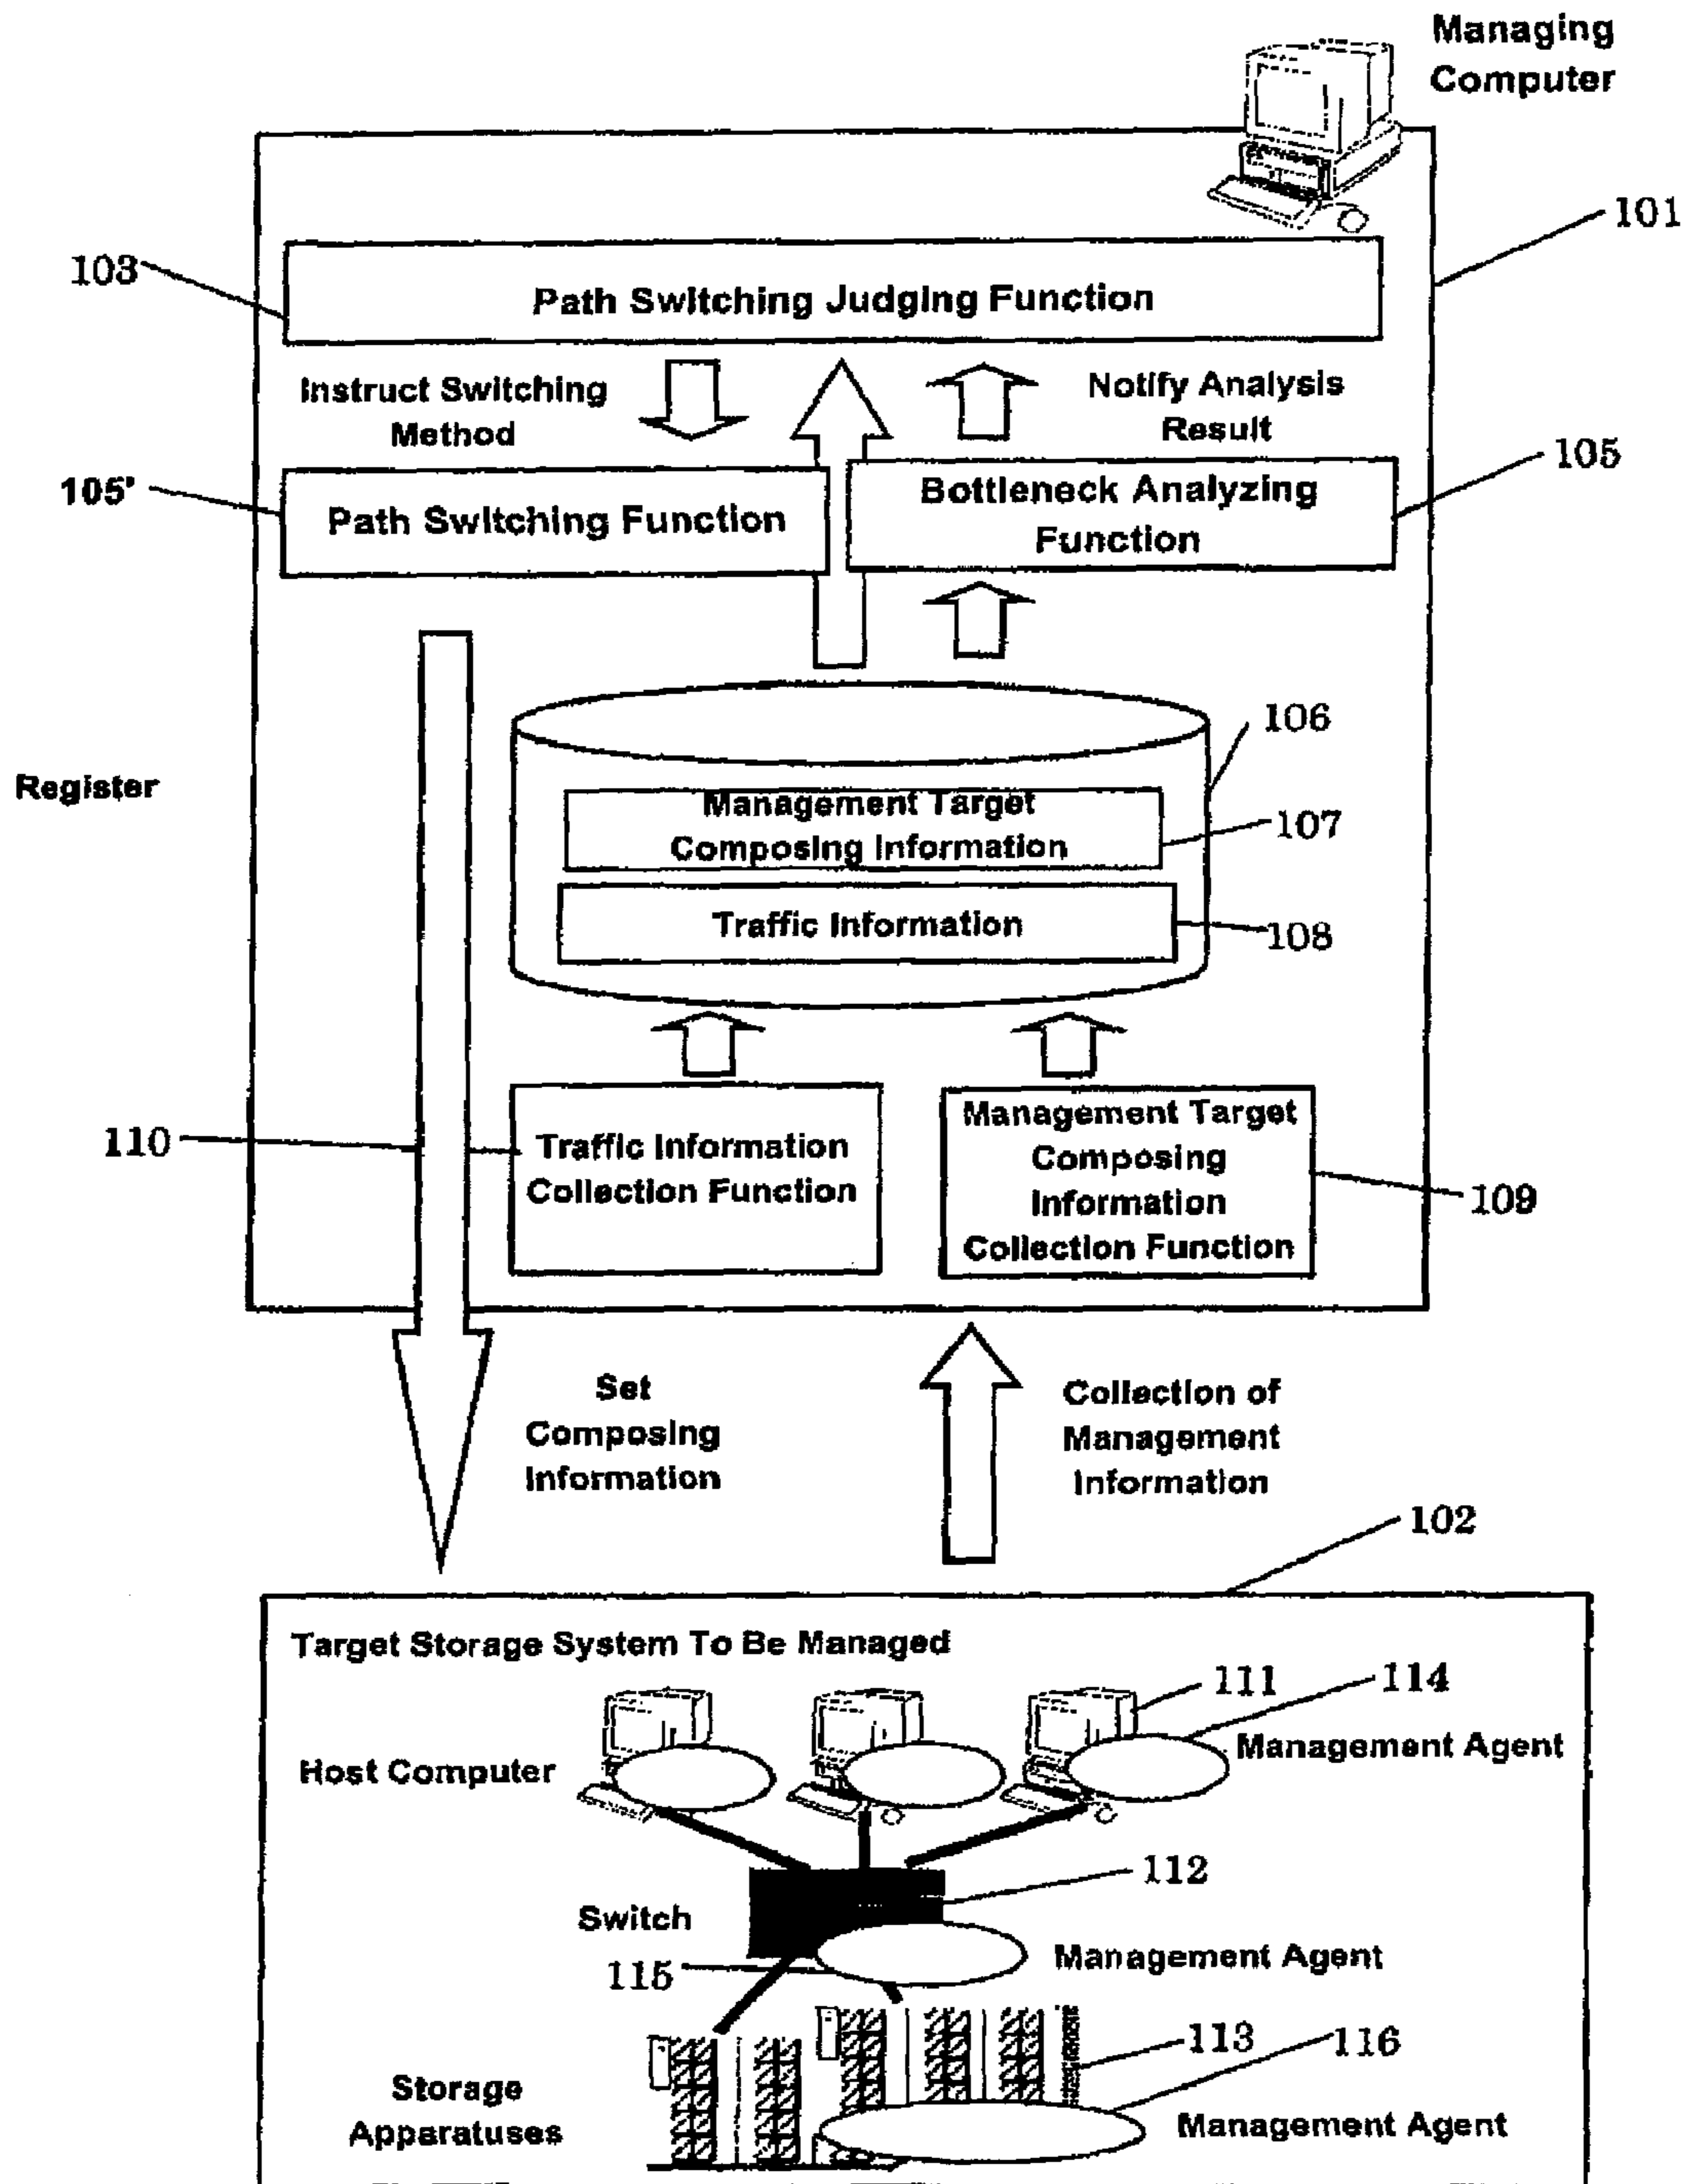 Managing
Computer
101
103
Path Switching Judging Function
Instruct Switching
Method
Notify Analysis
Result
105'
Path Switching Function
Bottleneck Analyzing
Function
105
Register
106
Management Target
Composing Information
107
Traffic Information
108
110
Traffic Information
Collection Function
Management Target
Composing
Information
Collection Function
109
Set
Composing
Information
Collection of
Management
Information
102
Target Storage System To Be Managed
111
114
Host Computer
Management Agent
112
Switch
115
Management Agent
113
116
Storage
Apparatuses
Management Agent